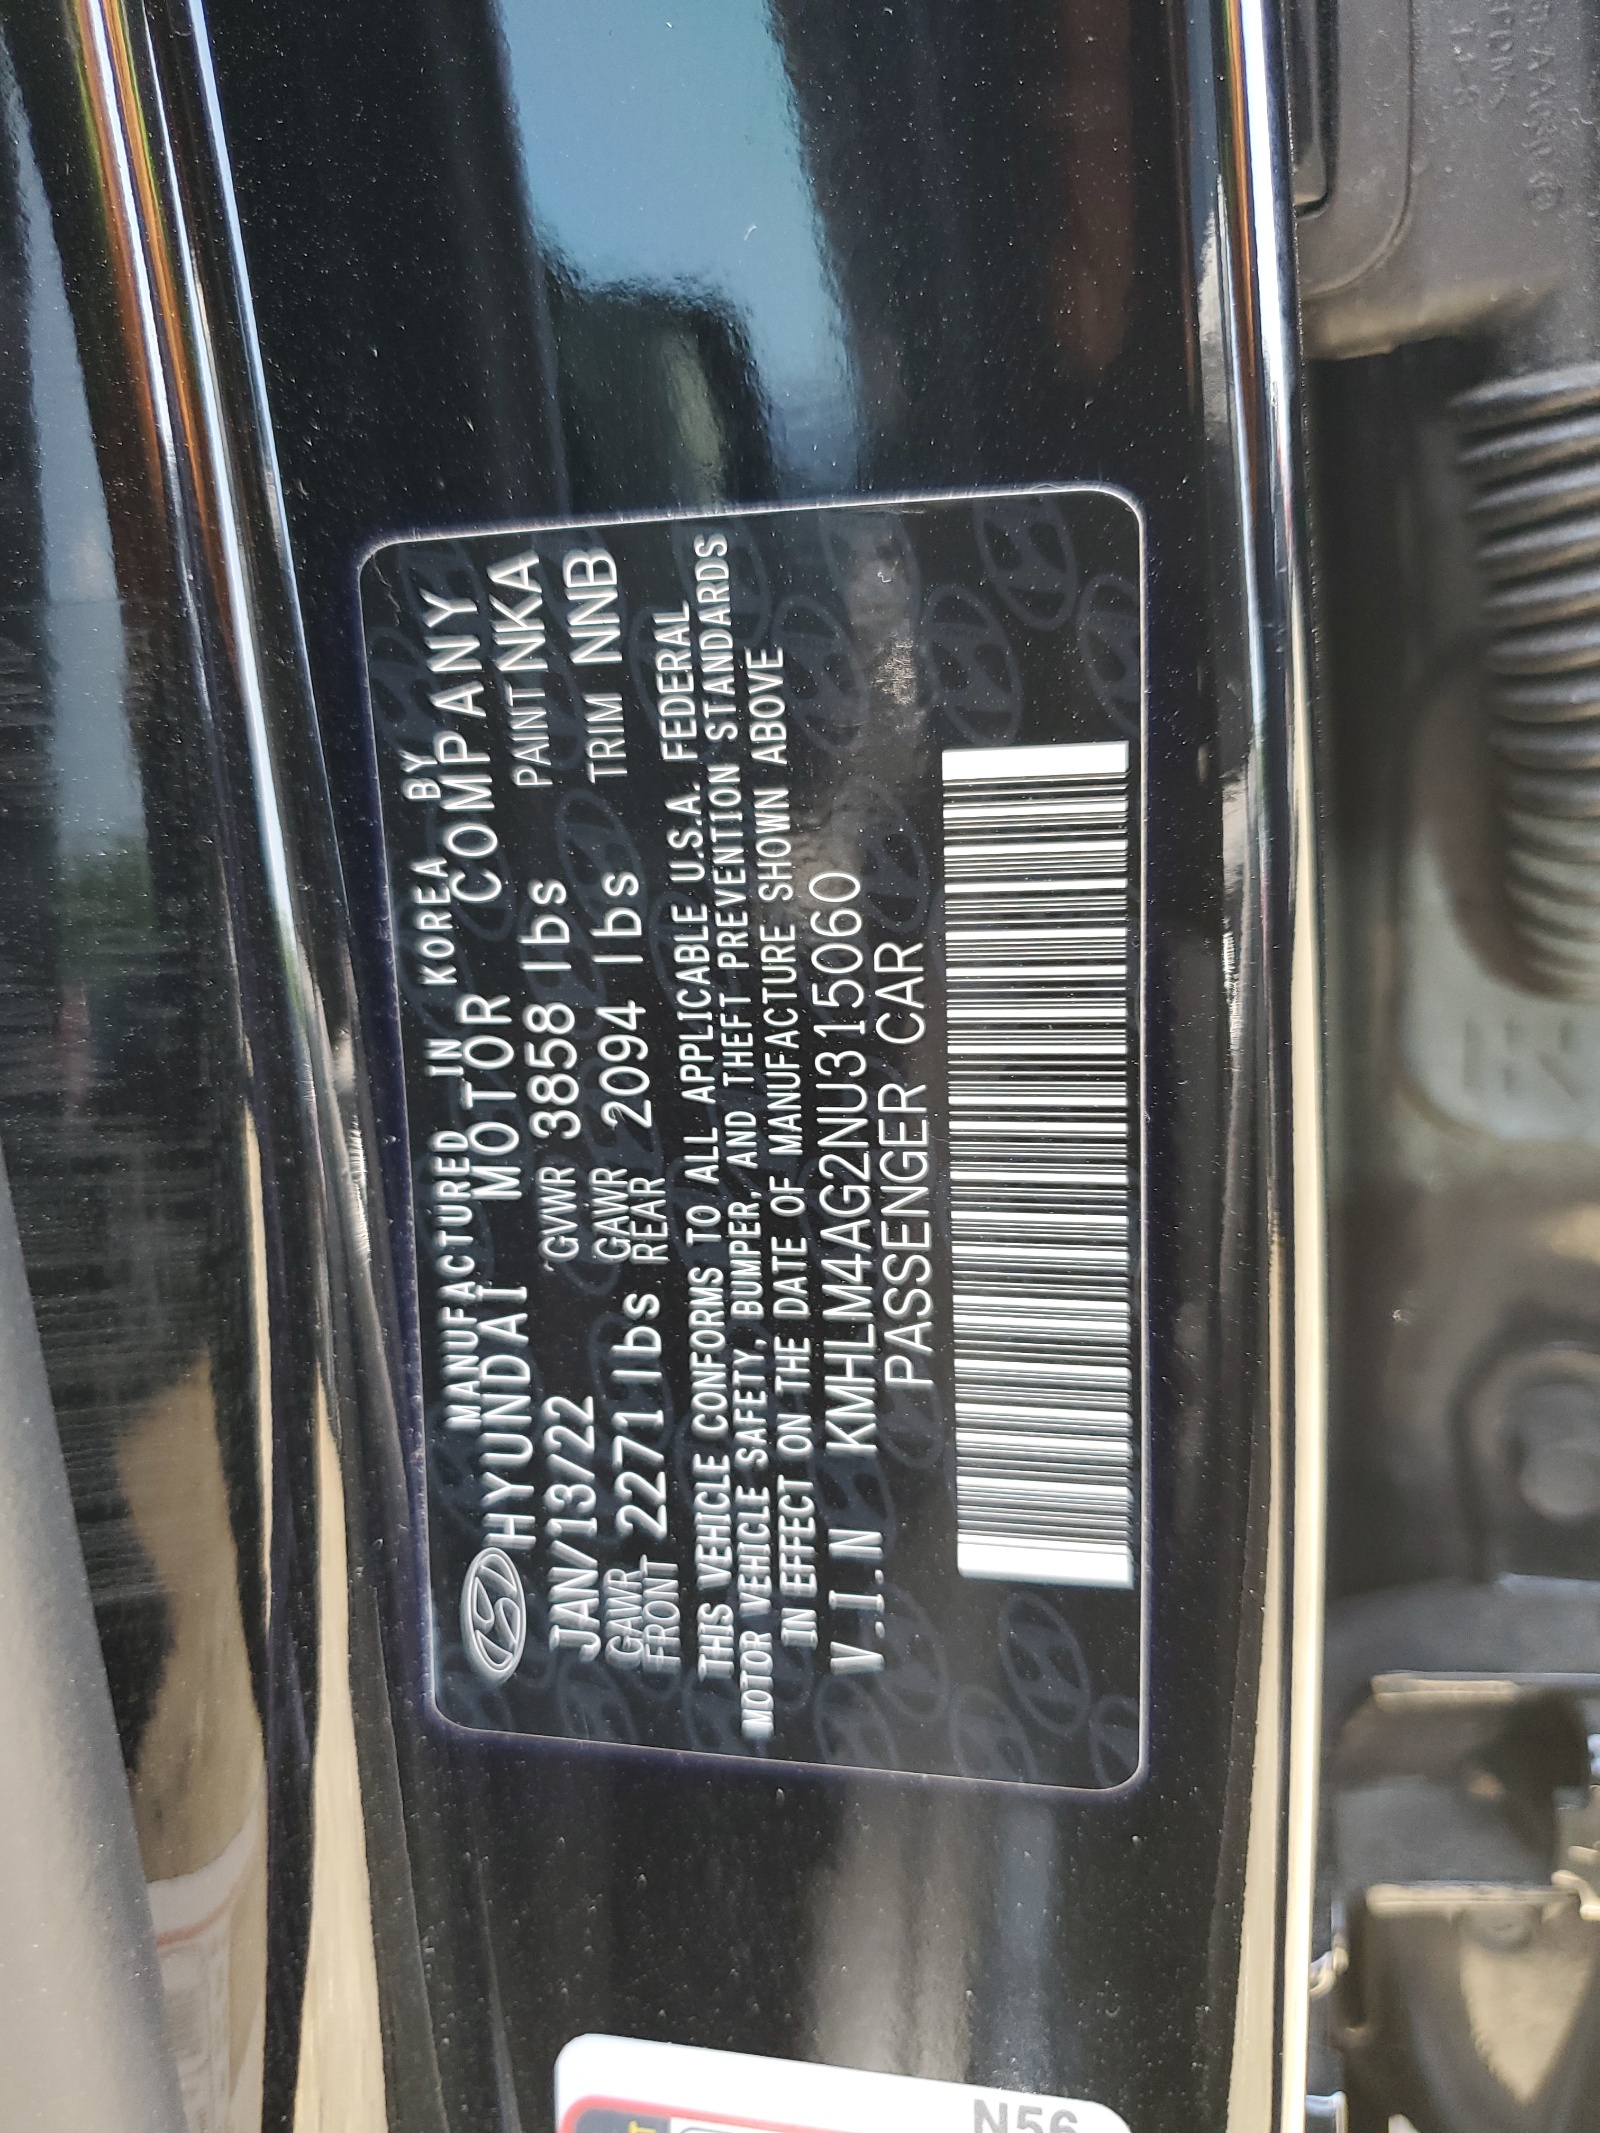 MANUFACTURED IN KOREA BY
HYUNDAI MOTOR COMPANY
JAN/13/22 GVWR 3858 lbs PAINT NKA
GAWR FRONT 2271 lbs GAWR REAR 2094 lbs TRIM NNB
THIS VEHICLE CONFORMS TO ALL APPLICABLE U.S.A. FEDERAL
MOTOR VEHICLE SAFETY, BUMPER, AND THEFT PREVENTION STANDARDS
IN EFFECT ON THE DATE OF MANUFACTURE SHOWN ABOVE
V.I.N KMHLM4AG2NU315060
PASSENGER CAR
N56